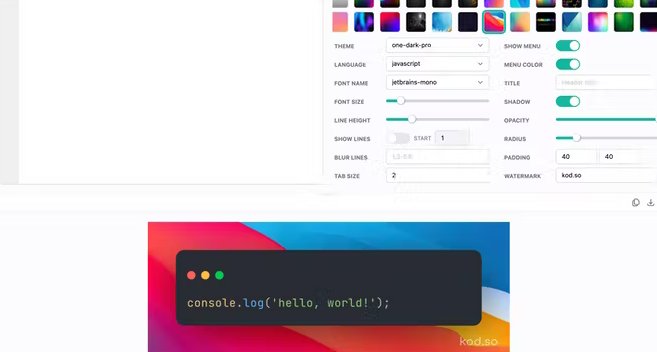 THEME one-dark-pro SHOW MENU
LANGUAGE javascript MENU COLOR
FONT NAME jetbrains-mono TITLE Header title
FONT SIZE SHADOW
LINE HEIGHT OPACITY
SHOW LINES START 1 RADIUS
BLUR LINES PADDING 40 40
TAB SIZE 2 WATERMARK kod.so
console.log('hello, world!');
kod.so